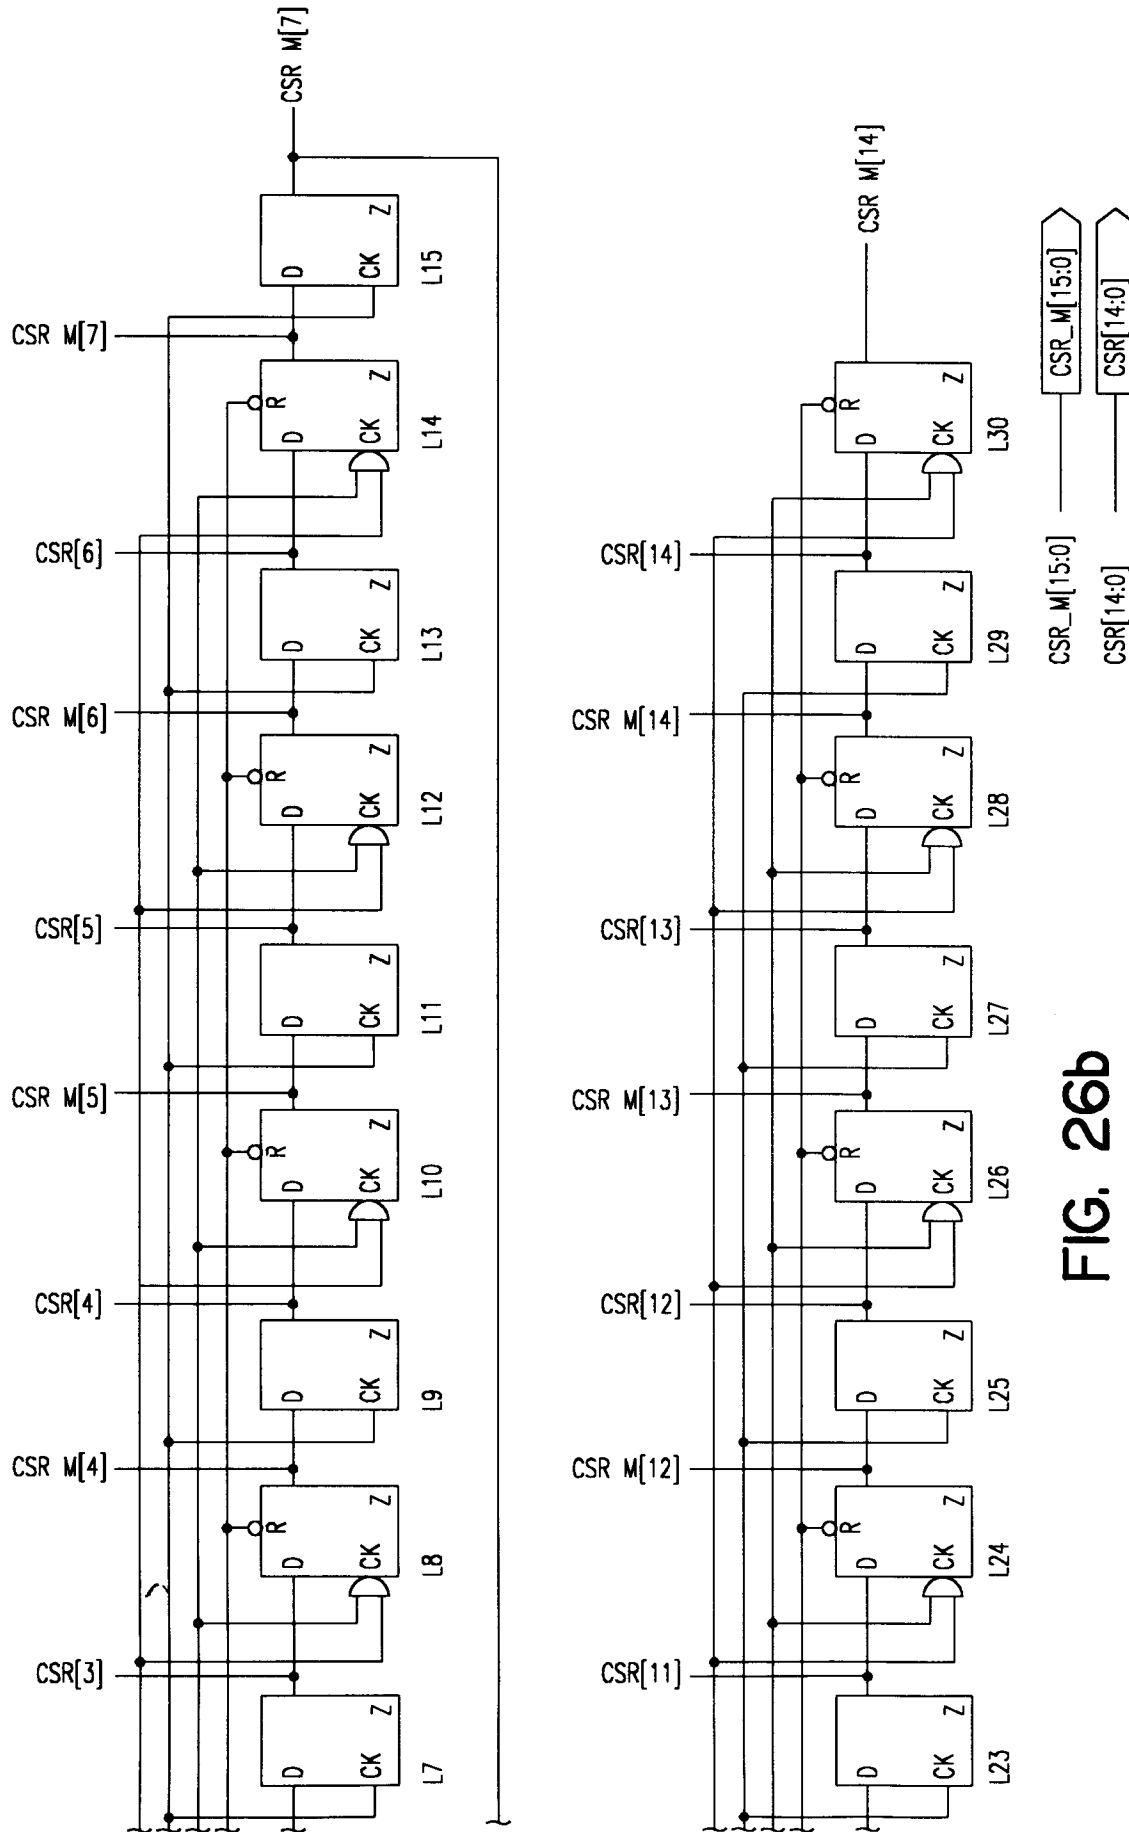 CSR[3]
CSR M[4]
CSR[4]
CSR M[5]
CSR[5]
CSR M[6]
CSR[6]
CSR M[7]
CSR M[7]
D
CK
Z
L7
D
R
CK
Z
L8
D
CK
Z
L9
D
R
CK
Z
L10
D
CK
Z
L11
D
R
CK
Z
L12
D
CK
Z
L13
D
R
CK
Z
L14
D
CK
Z
L15
CSR[11]
CSR M[12]
CSR[12]
CSR M[13]
CSR[13]
CSR M[14]
CSR[14]
CSR M[14]
D
CK
Z
L23
D
R
CK
Z
L24
D
CK
Z
L25
D
R
CK
Z
L26
D
CK
Z
L27
D
R
CK
Z
L28
D
CK
Z
L29
D
R
CK
Z
L30
CSR_M[15:0]
CSR_M[15:0]
CSR[14:0]
CSR[14:0]
FIG. 26b